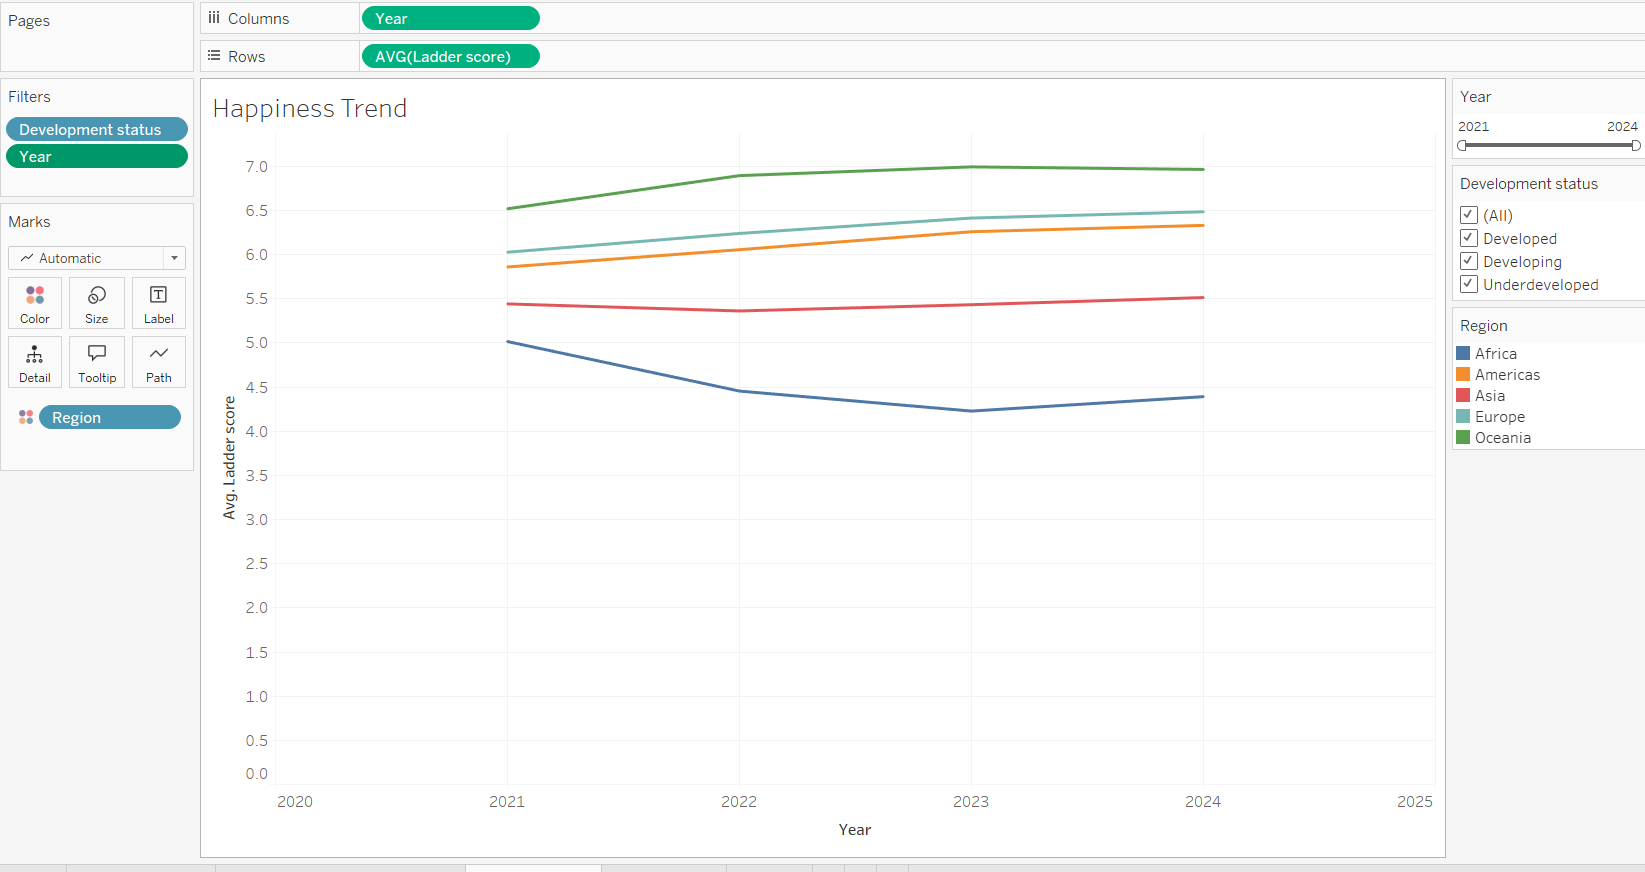 Pages
Columns
Year
Rows
AVG(Ladder score)
Filters
Development status
Year
Marks
Automatic
Color
Size
Label
Detail
Tooltip
Path
Region
Happiness Trend
Avg. Ladder score
7.0
6.5
6.0
5.5
5.0
4.5
4.0
3.5
3.0
2.5
2.0
1.5
1.0
0.5
0.0
2020 2021 2022 2023 2024 2025
Year
Year
2021 2024
Development status
(All)
Developed
Developing
Underdeveloped
Region
Africa
Americas
Asia
Europe
Oceania